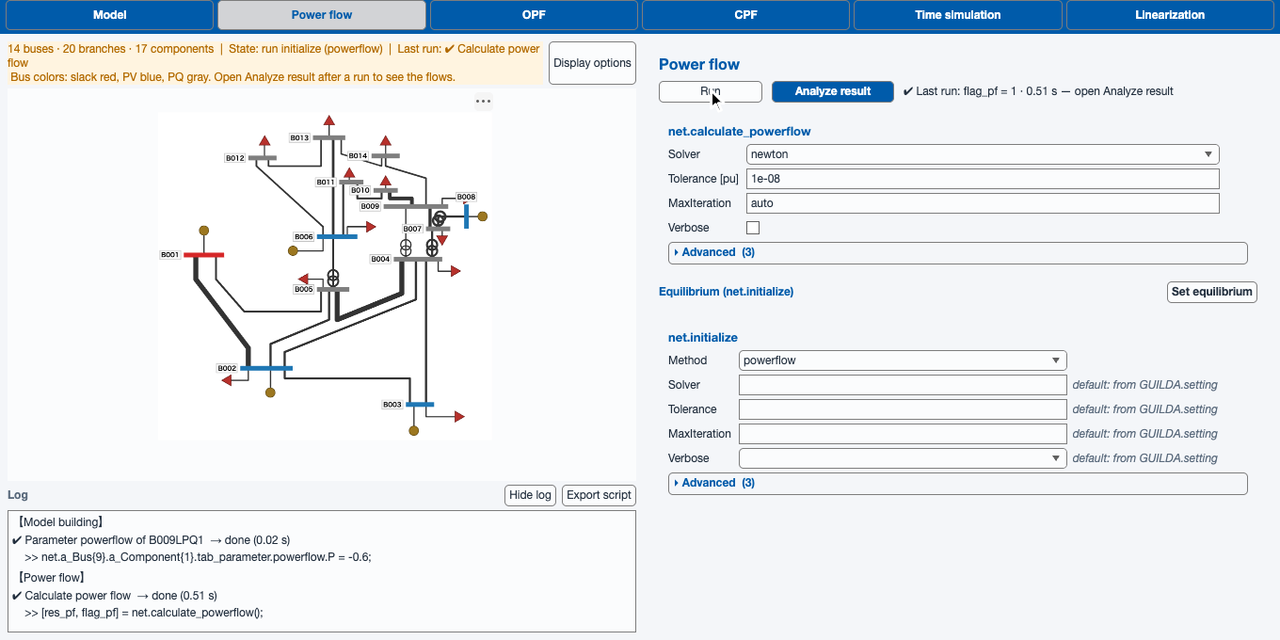 Model
Power flow
OPF
CPF
Time simulation
Linearization
14 buses · 20 branches · 17 components | State: run initialize (powerflow) | Last run: ✔ Calculate power
flow
Bus colors: slack red, PV blue, PQ gray. Open Analyze result after a run to see the flows.
Display options
B013
B012
B014
B011
B010
B008
B009
B007
B006
B001
B004
B005
B002
B003
Log
Hide log
Export script
【Model building】
✔ Parameter powerflow of B009LPQ1 → done (0.02 s)
>> net.a_Bus{9}.a_Component{1}.tab_parameter.powerflow.P = -0.6;
【Power flow】
✔ Calculate power flow → done (0.51 s)
>> [res_pf, flag_pf] = net.calculate_powerflow();
Power flow
Run
Analyze result
✔ Last run: flag_pf = 1 · 0.51 s — open Analyze result
net.calculate_powerflow
Solver newton
Tolerance [pu] 1e-08
MaxIteration auto
Verbose
Advanced (3)
Equilibrium (net.initialize)
Set equilibrium
net.initialize
Method powerflow
Solver default: from GUILDA.setting
Tolerance default: from GUILDA.setting
MaxIteration default: from GUILDA.setting
Verbose default: from GUILDA.setting
Advanced (3)